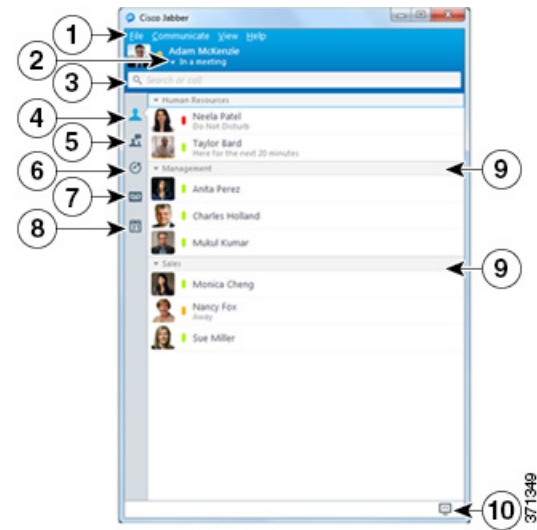 Cisco Jabber
1 File Communicate View Help
Adam McKenzie
2 In a meeting
3 Search or call
Human Resources
4 Neela Patel
Do Not Disturb
5 Taylor Bard
Here for the next 20 minutes
6 Management 9
7 Anita Perez
8 Charles Holland
Mukul Kumar
Sales 9
Monica Cheng
Nancy Fox
Away
Sue Miller
10
371349